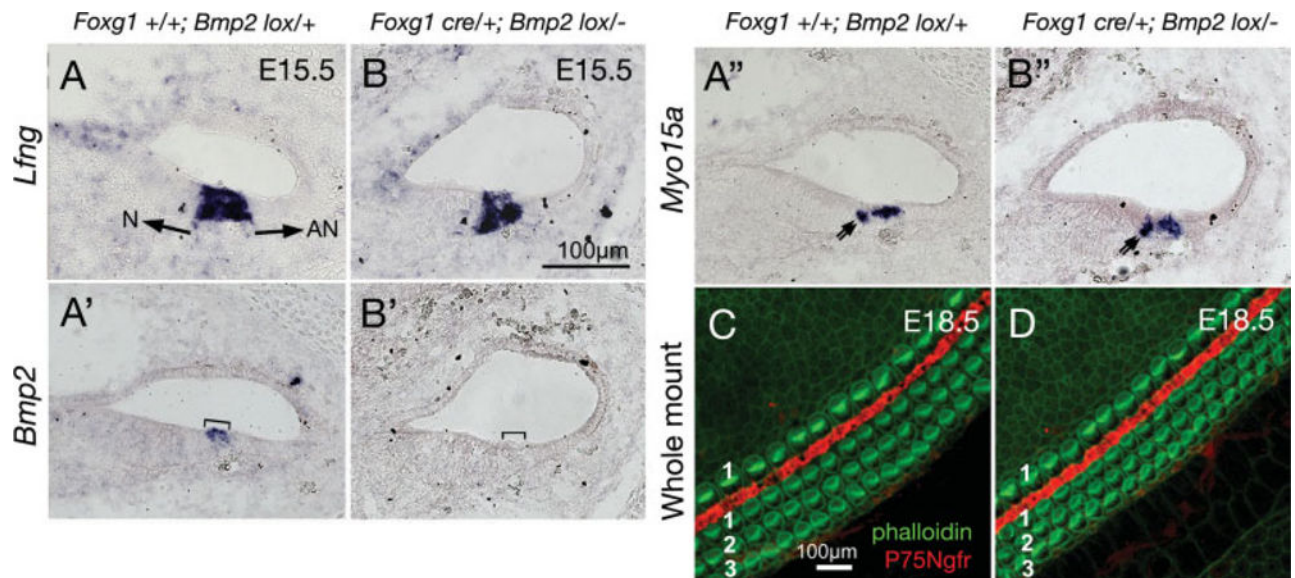 Foxg1 +/+; Bmp2 lox/+
Foxg1 cre/+; Bmp2 lox/-
Foxg1 +/+; Bmp2 lox/+
Foxg1 cre/+; Bmp2 lox/-
Lfng
A
E15.5
N
AN
B
E15.5
100μm
Myo15a
A"
B"
Bmp2
A'
B'
Whole mount
C
E18.5
1
1
2
3
100μm
phalloidin
P75Ngfr
D
E18.5
1
1
2
3